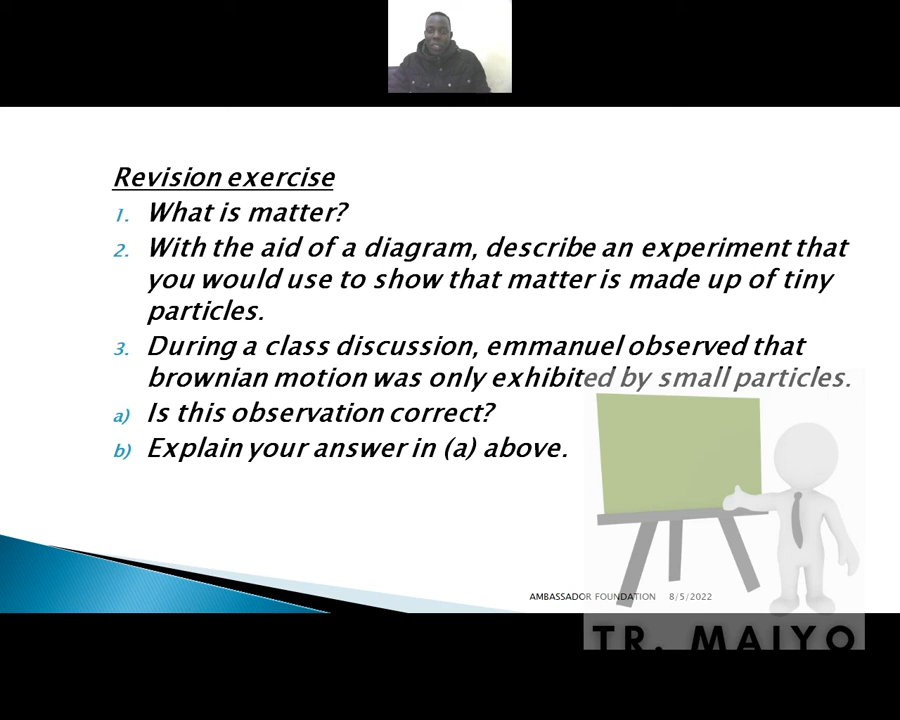 Revision exercise
1. What is matter?
2. With the aid of a diagram, describe an experiment that
you would use to show that matter is made up of tiny
particles.
3. During a class discussion, emmanuel observed that
brownian motion was only exhibited by small particles.
a) Is this observation correct?
b) Explain your answer in (a) above.
AMBASSADOR FOUNDATION 8/5/2022
TR. MAIYO